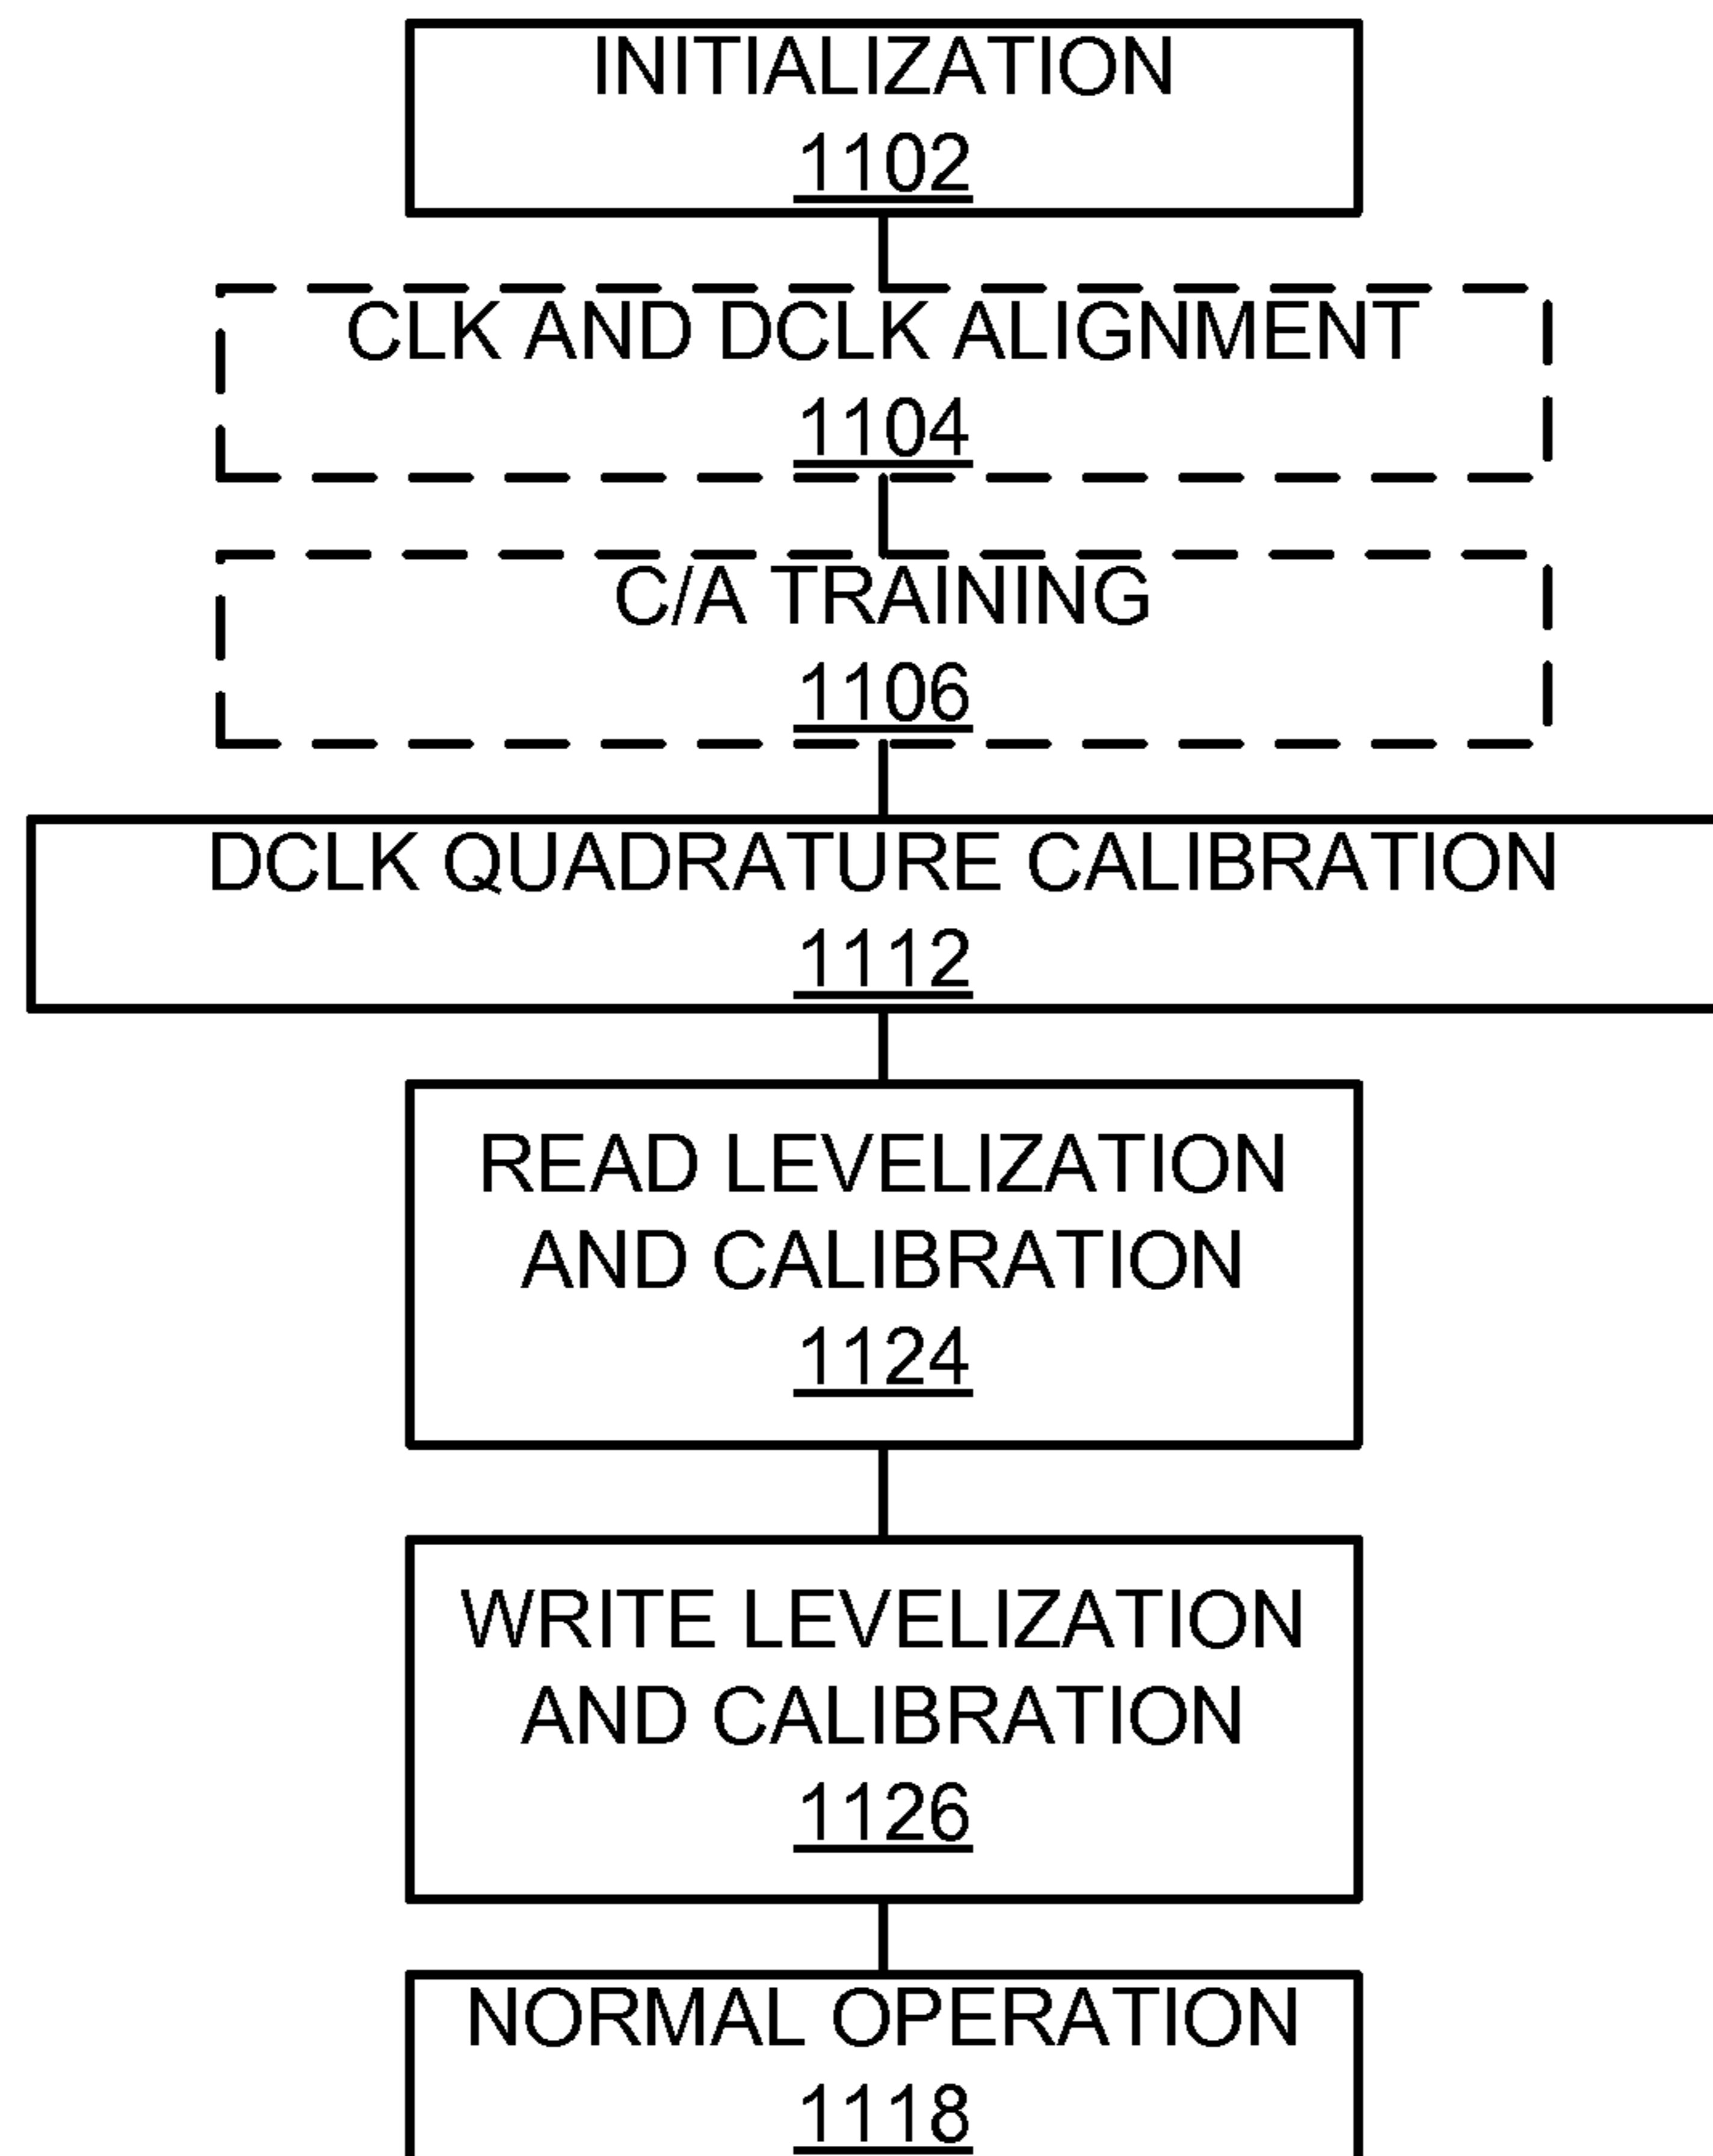 INITIALIZATION
1102
CLK AND DCLK ALIGNMENT
1104
C/A TRAINING
1106
DCLK QUADRATURE CALIBRATION
1112
READ LEVELIZATION
AND CALIBRATION
1124
WRITE LEVELIZATION
AND CALIBRATION
1126
NORMAL OPERATION
1118